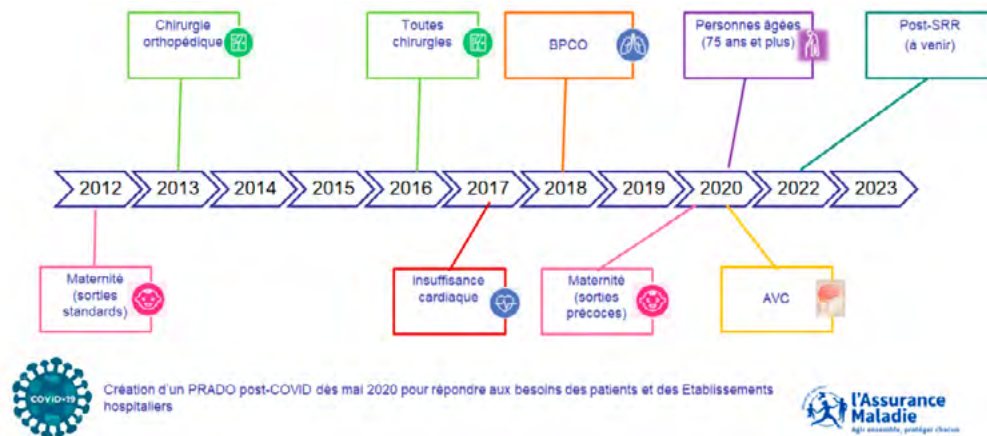 Chirurgie
orthopédique
Toutes
chirurgies
BPCO
Personnes âgées
(75 ans et plus)
Post-SRR
(à venir)
2012
2013
2014
2015
2016
2017
2018
2019
2020
2022
2023
Maternité
(sorties
standards)
Insuffisance
cardiaque
Maternité
(sorties
précoces)
AVC
COVID-19
Création d'un PRADO post-COVID dès mai 2020 pour répondre aux besoins des patients et des Etablissements
hospitaliers
l'Assurance
Maladie
Agir ensemble, protéger chacun